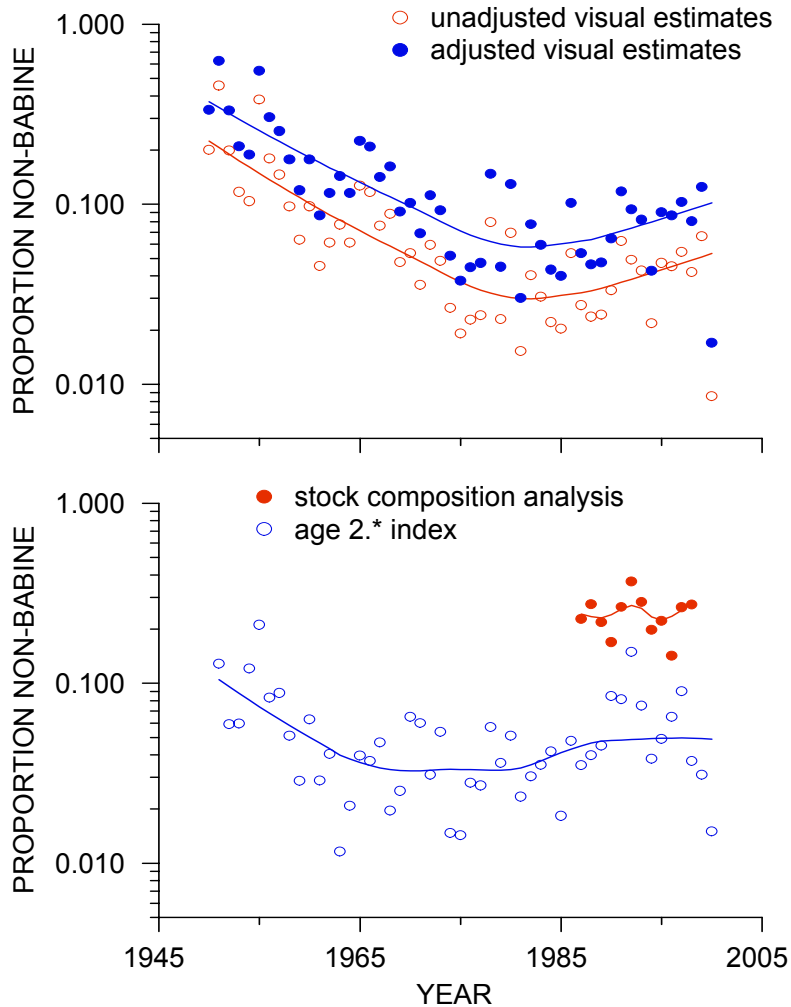 unadjusted visual estimates
adjusted visual estimates
PROPORTION NON-BABINE
1.000
0.100
0.010
stock composition analysis
age 2.* index
PROPORTION NON-BABINE
1.000
0.100
0.010
1945 1965 1985 2005
YEAR